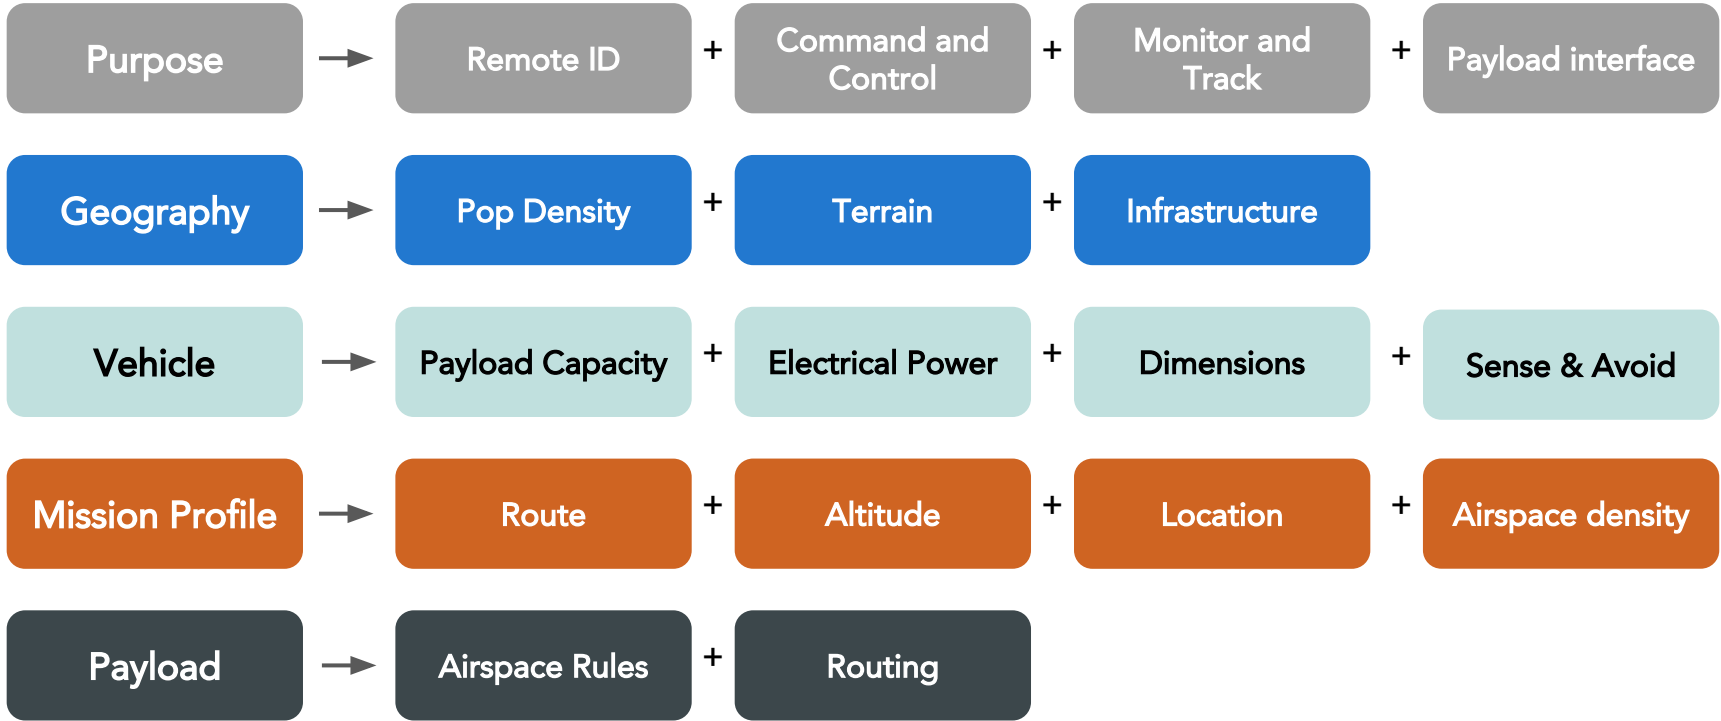 Purpose
Remote ID
+
Command and
Control
+
Monitor and
Track
+
Payload interface
Geography
Pop Density
+
Terrain
+
Infrastructure
Vehicle
Payload Capacity
+
Electrical Power
+
Dimensions
+
Sense & Avoid
Mission Profile
Route
+
Altitude
+
Location
+
Airspace density
Payload
Airspace Rules
+
Routing